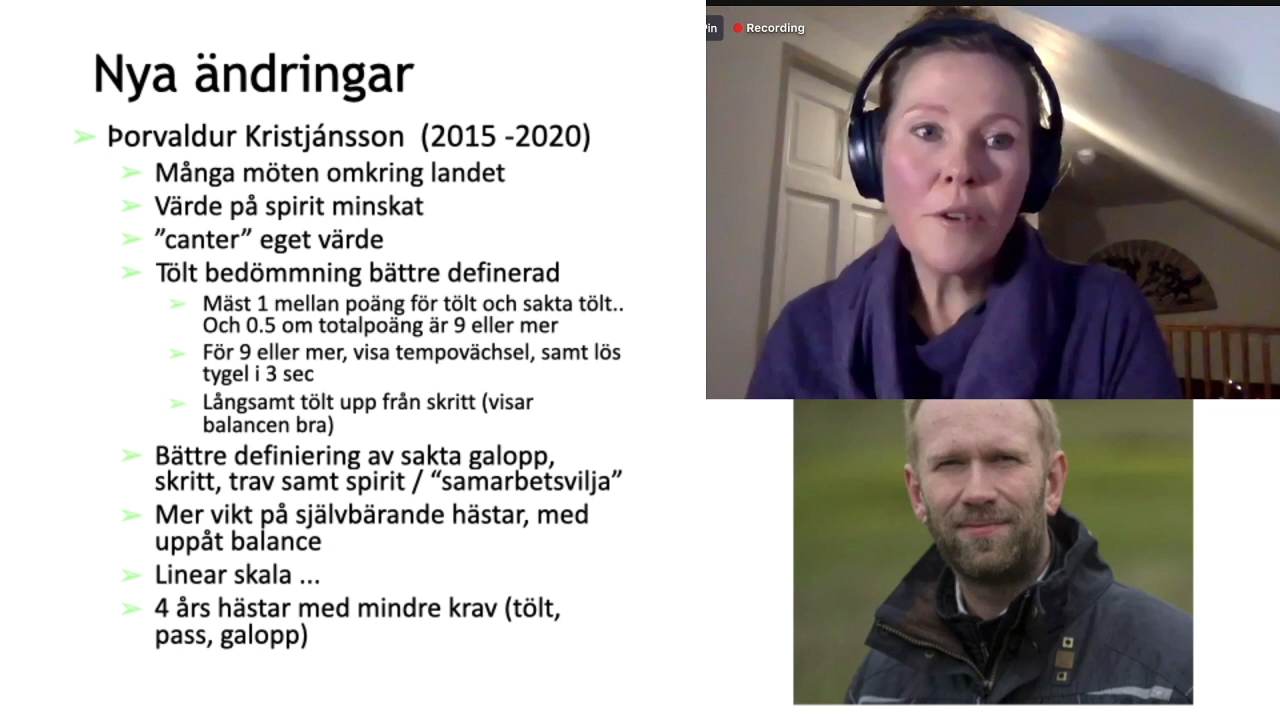 Nya ändringar
Þorvaldur Kristjánsson (2015 -2020)
Många möten omkring landet
Värde på spirit minskat
”canter” eget värde
Tölt bedömmning bättre definerad
Mäst 1 mellan poäng för tölt och sakta tölt..
Och 0.5 om totalpoäng är 9 eller mer
För 9 eller mer, visa tempovächsel, samt lös
tygel i 3 sec
Långsamt tölt upp från skritt (visar
balancen bra)
Bättre definiering av sakta galopp,
skritt, trav samt spirit / “samarbetsvilja”
Mer vikt på självbärande hästar, med
uppåt balance
Linear skala ...
4 års hästar med mindre krav (tölt,
pass, galopp)
Recording